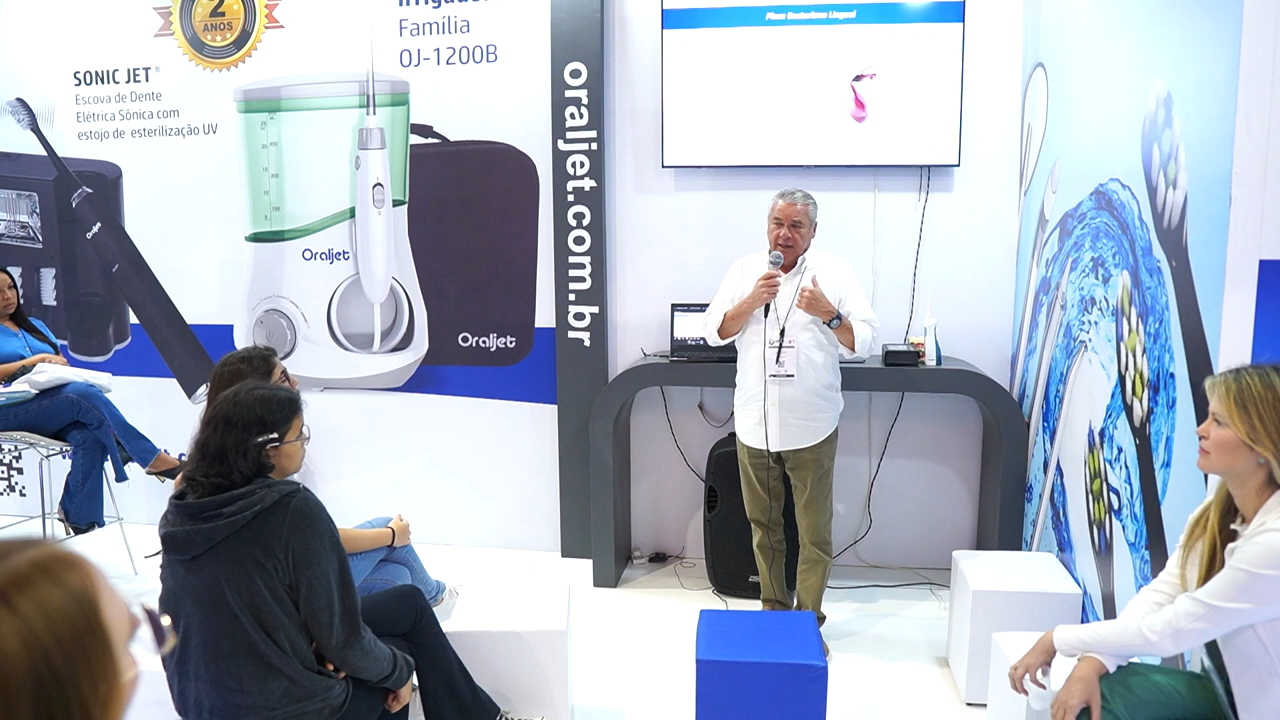 2
ANOS
Família
OJ-1200B
SONIC JET®
Escova de Dente
Elétrica Sônica com
estojo de esterilização UV
Oraljet
Oraljet
Oraljet
oraljet.com.br